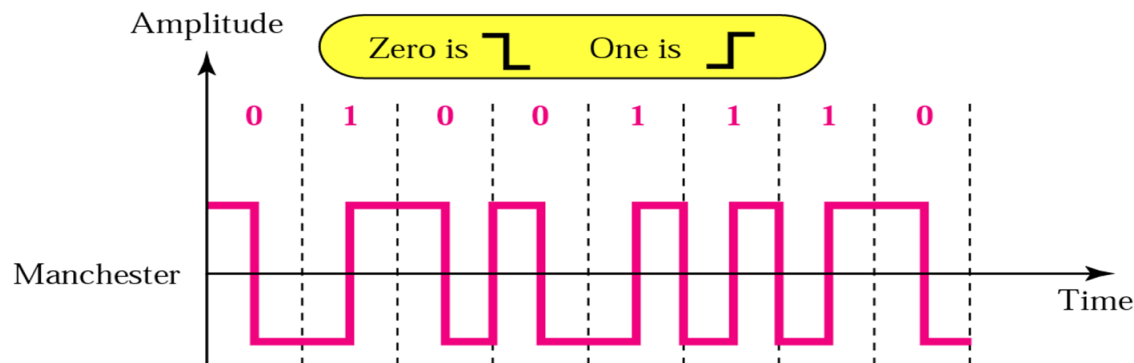 Amplitude
Zero is One is
0 1 0 0 1 1 1 0
Manchester
Time